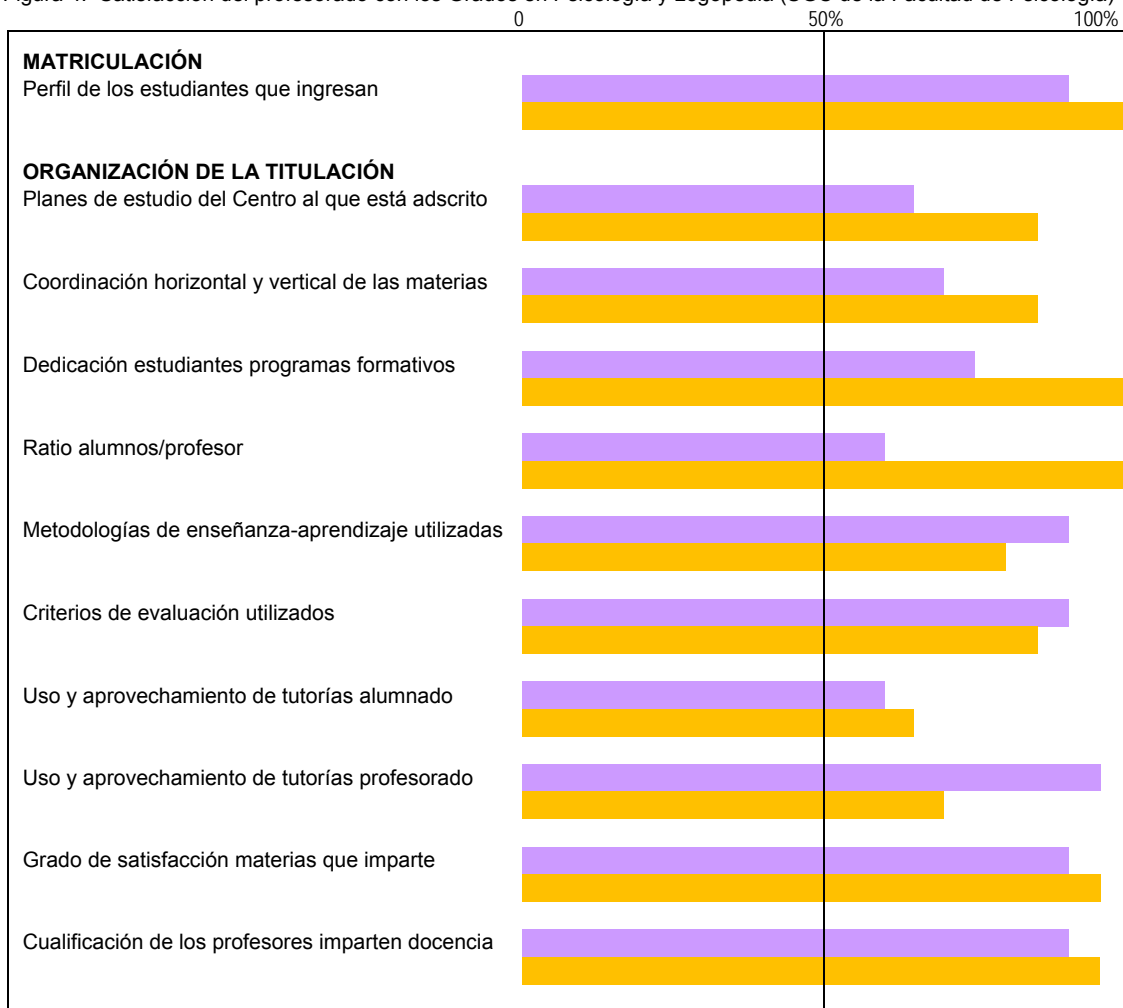 0 50% 100%
MATRICULACIÓN
Perfil de los estudiantes que ingresan
ORGANIZACIÓN DE LA TITULACIÓN
Planes de estudio del Centro al que está adscrito
Coordinación horizontal y vertical de las materias
Dedicación estudiantes programas formativos
Ratio alumnos/profesor
Metodologías de enseñanza-aprendizaje utilizadas
Criterios de evaluación utilizados
Uso y aprovechamiento de tutorías alumnado
Uso y aprovechamiento de tutorías profesorado
Grado de satisfacción materias que imparte
Cualificación de los profesores imparten docencia